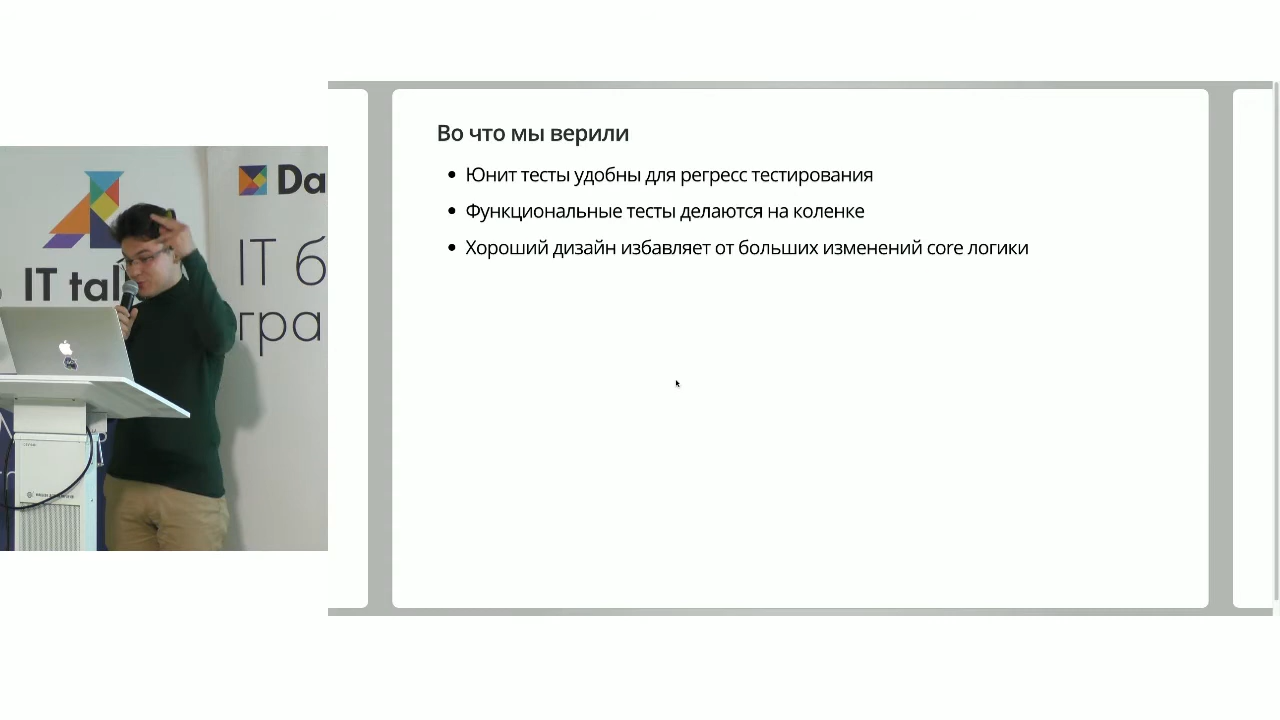 Во что мы верили
Юнит тесты удобны для регресс тестирования
Функциональные тесты делаются на коленке
Хороший дизайн избавляет от больших изменений core логики
IT tal
Da
IT б
гра